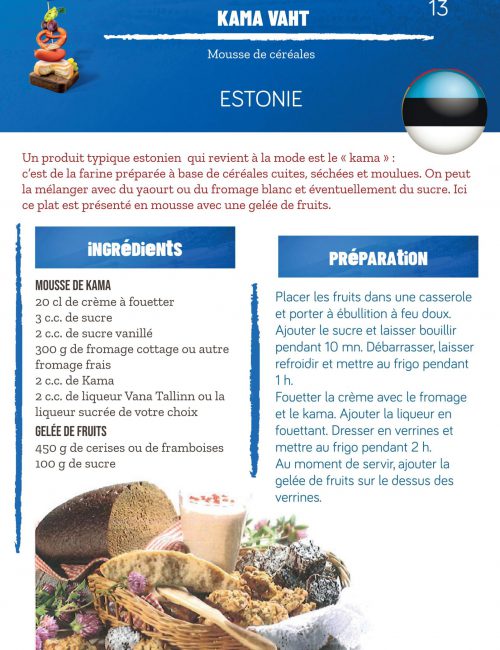 13
KAMA VAHT
Mousse de céréales
ESTONIE
Un produit typique estonien qui revient à la mode est le « kama » :
c'est de la farine préparée à base de céréales cuites, séchées et moulues. On peut
la mélanger avec du yaourt ou du fromage blanc et éventuellement du sucre. Ici
ce plat est présenté en mousse avec une gelée de fruits.
iNGRédieNts
MOUSSE DE KAMA
20 cl de crème à fouetter
3 c.c. de sucre
2 c.c. de sucre vanillé
300 g de fromage cottage ou autre
fromage frais
2 c.c. de Kama
2 c.c. de liqueur Vana Tallinn ou la
liqueur sucrée de votre choix
GELÉE DE FRUITS
450 g de cerises ou de framboises
100 g de sucre
PRéPARAtiON
Placer les fruits dans une casserole
et porter à ébullition à feu doux.
Ajouter le sucre et laisser bouillir
pendant 10 mn. Débarrasser, laisser
refroidir et mettre au frigo pendant
1 h.
Fouetter la crème avec le fromage
et le kama. Ajouter la liqueur en
fouettant. Dresser en verrines et
mettre au frigo pendant 2 h.
Au moment de servir, ajouter la
gelée de fruits sur le dessus des
verrines.